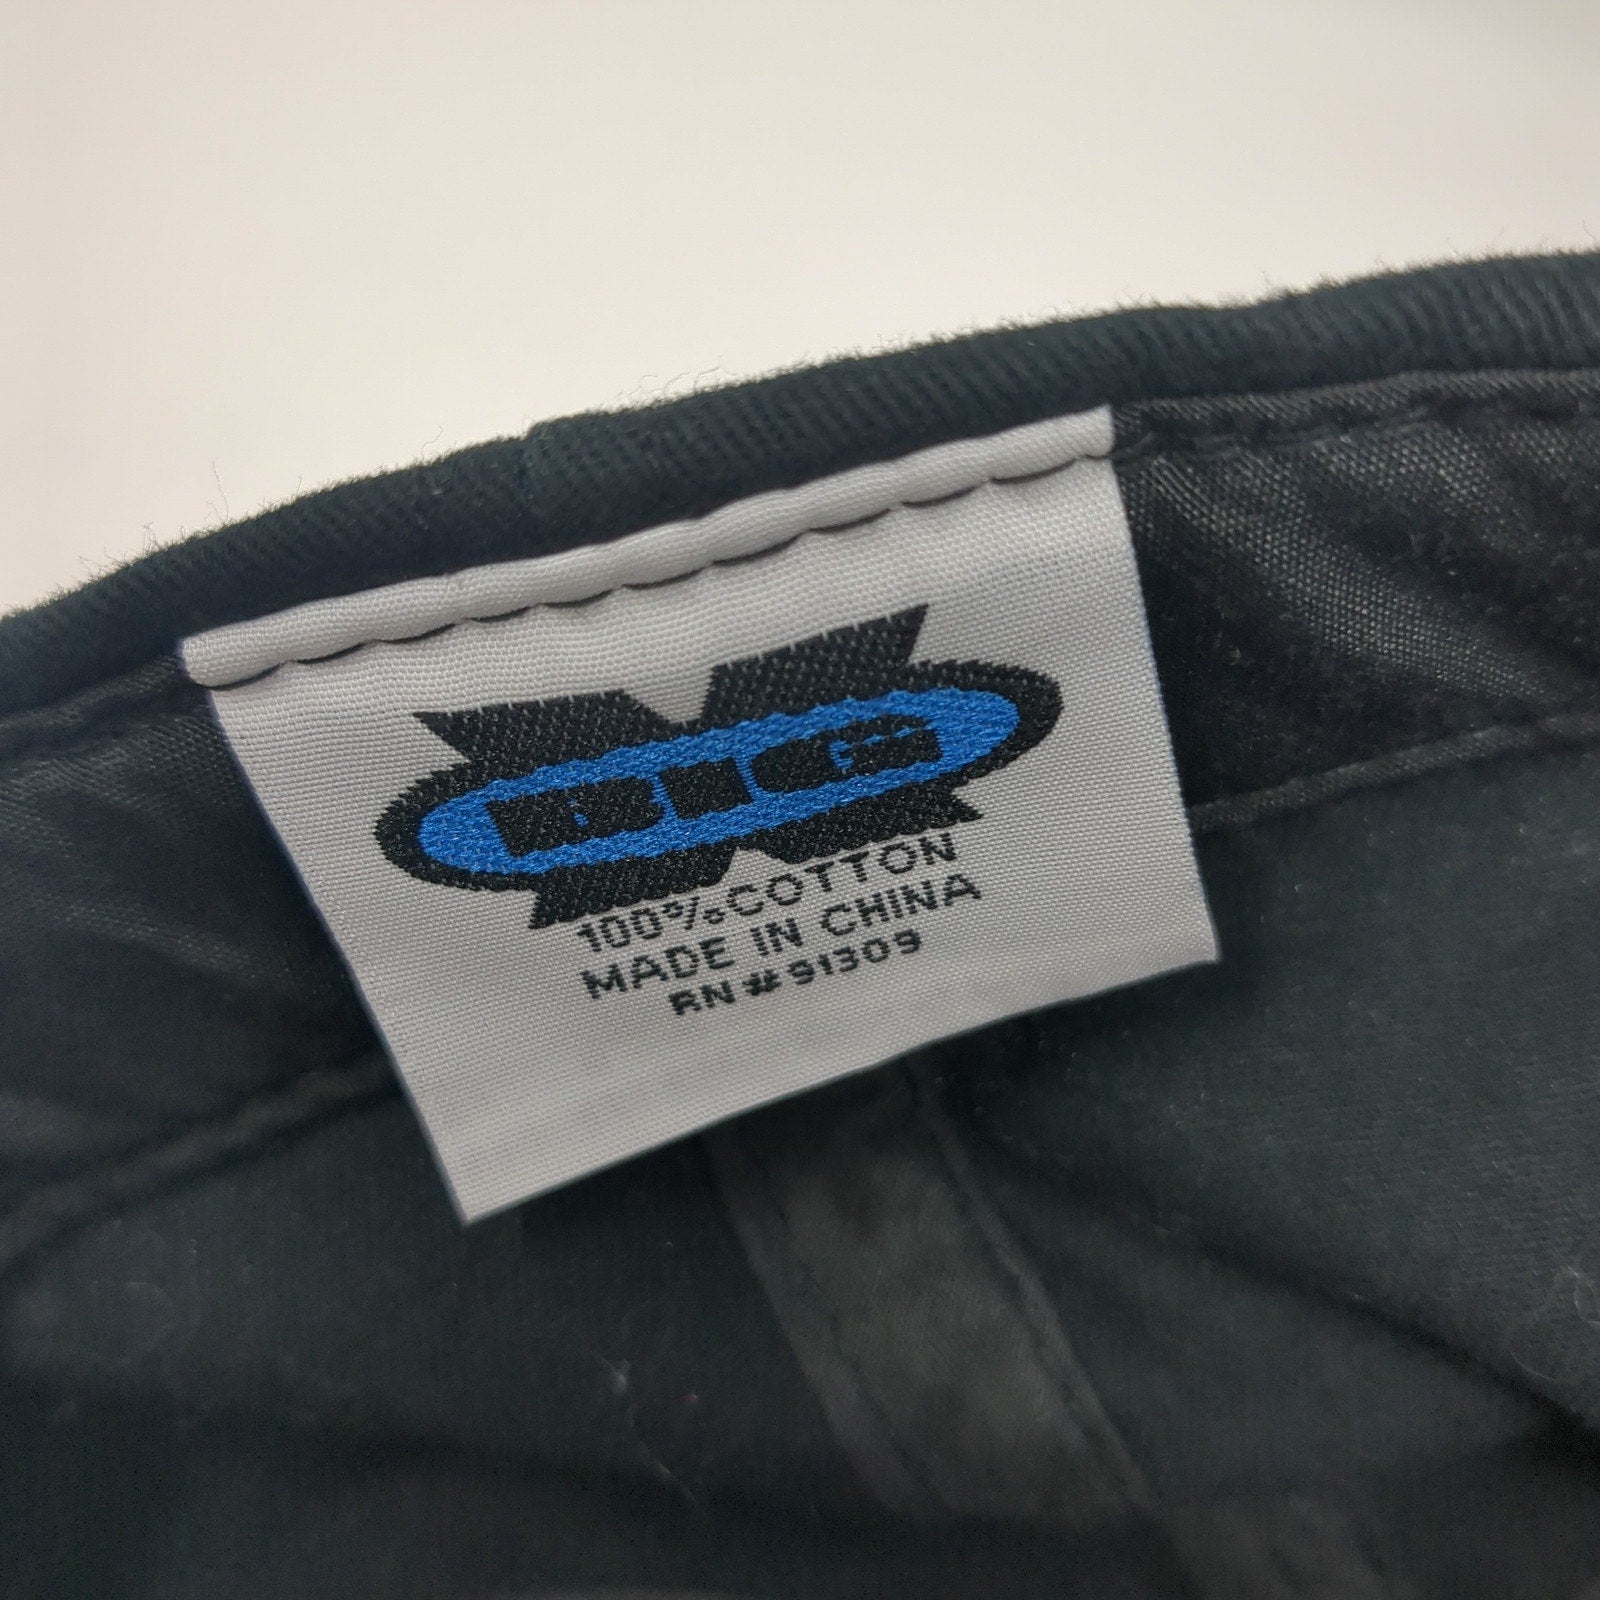 BIG
100% COTTON
MADE IN CHINA
RN # 91309